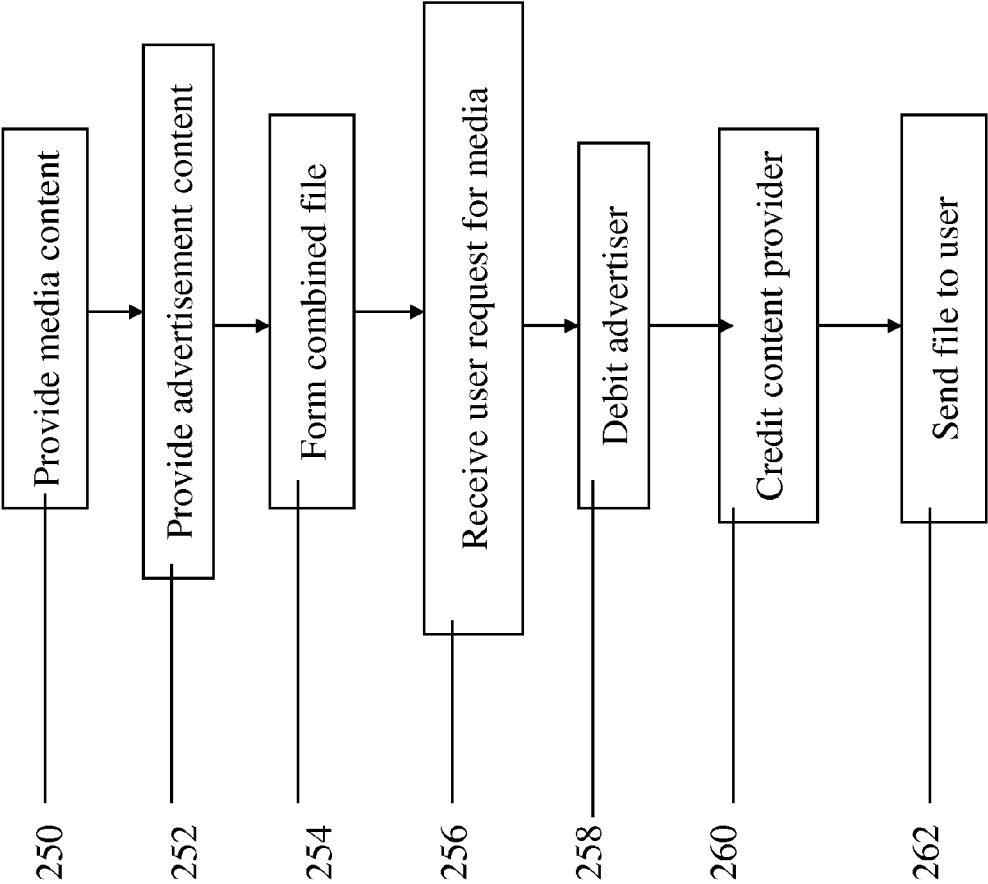 250
Provide media content
252
Provide advertisement content
254
Form combined file
256
Receive user request for media
258
Debit advertiser
260
Credit content provider
262
Send file to user